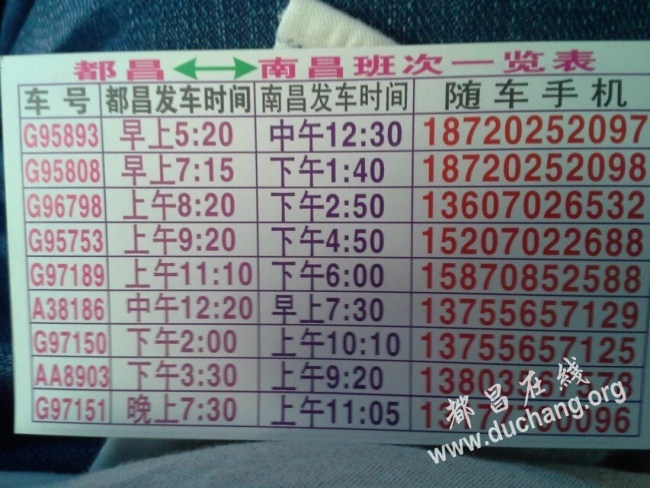 都昌 南昌班次一览表
车号 都昌发车时间 南昌发车时间 随车手机
G95893 早上5:20 中午12:30 18720252097
G95808 早上7:15 下午1:40 18720252098
G96798 上午8:20 下午2:50 13607026532
G95753 上午9:20 下午4:50 15207022688
G97189 上午11:10 下午6:00 15870852588
A38186 中午12:20 早上7:30 13755657129
G97150 下午2:00 上午10:10 13755657125
AA8903 下午3:30 上午9:20
G97151 晚上7:30 上午11:05
都昌在线
www.duchang.org